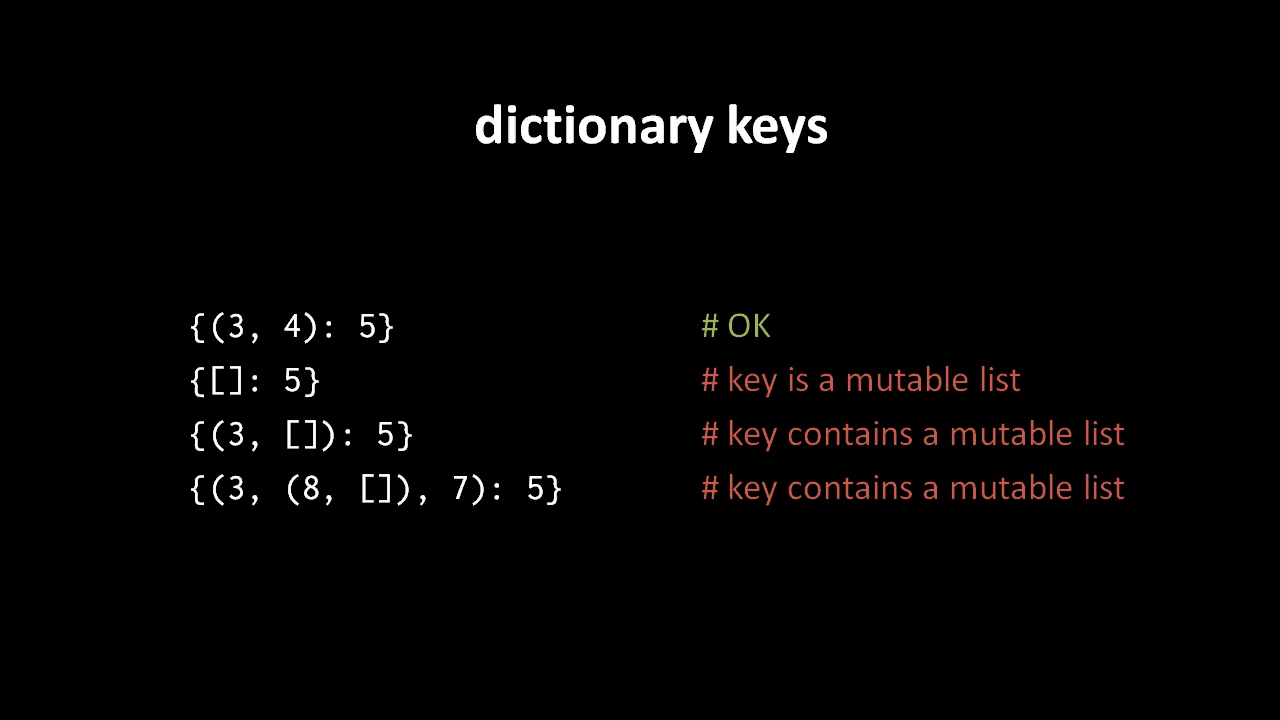 dictionary keys
{(3, 4): 5} # OK
{[]: 5} # key is a mutable list
{(3, []): 5} # key contains a mutable list
{(3, (8, []), 7): 5} # key contains a mutable list